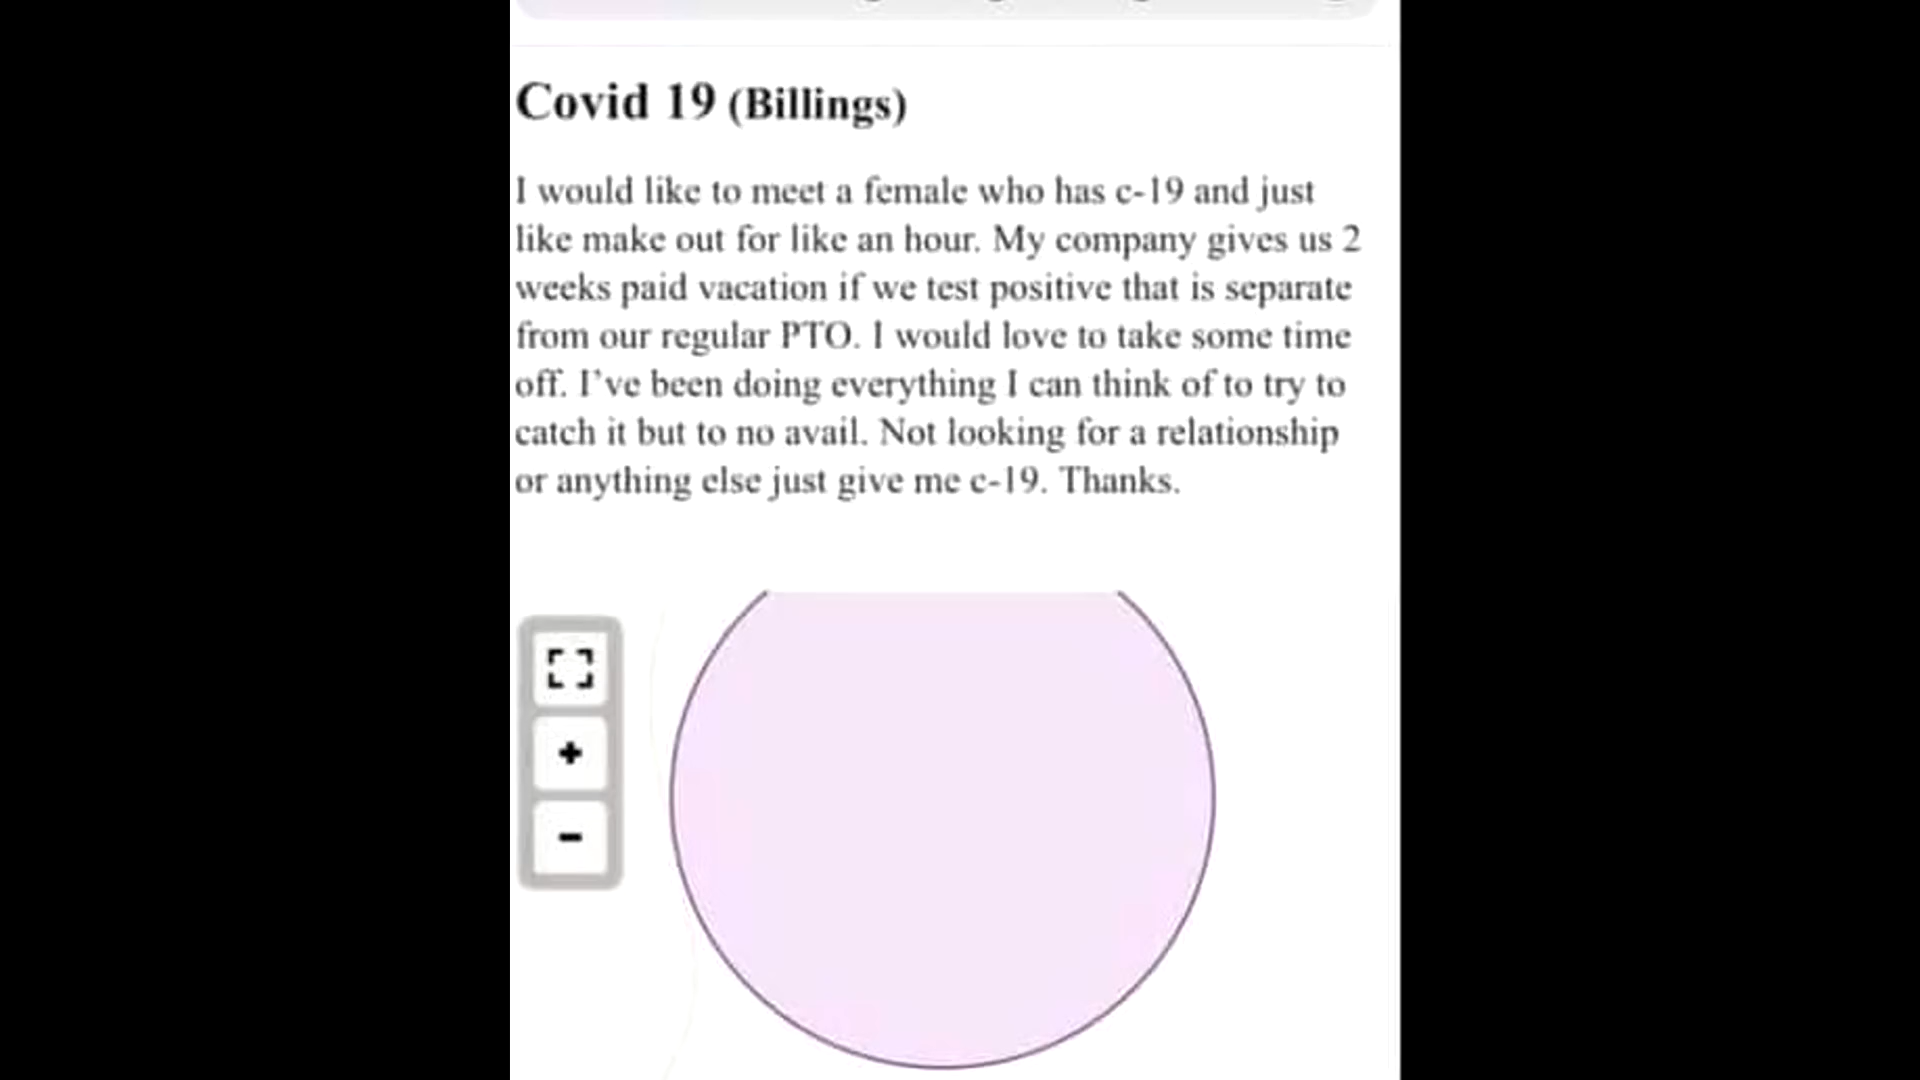 Covid 19 (Billings)
I would like to meet a female who has c-19 and just
like make out for like an hour. My company gives us 2
weeks paid vacation if we test positive that is separate
from our regular PTO. I would love to take some time
off. I’ve been doing everything I can think of to try to
catch it but to no avail. Not looking for a relationship
or anything else just give me c-19. Thanks.
+
-